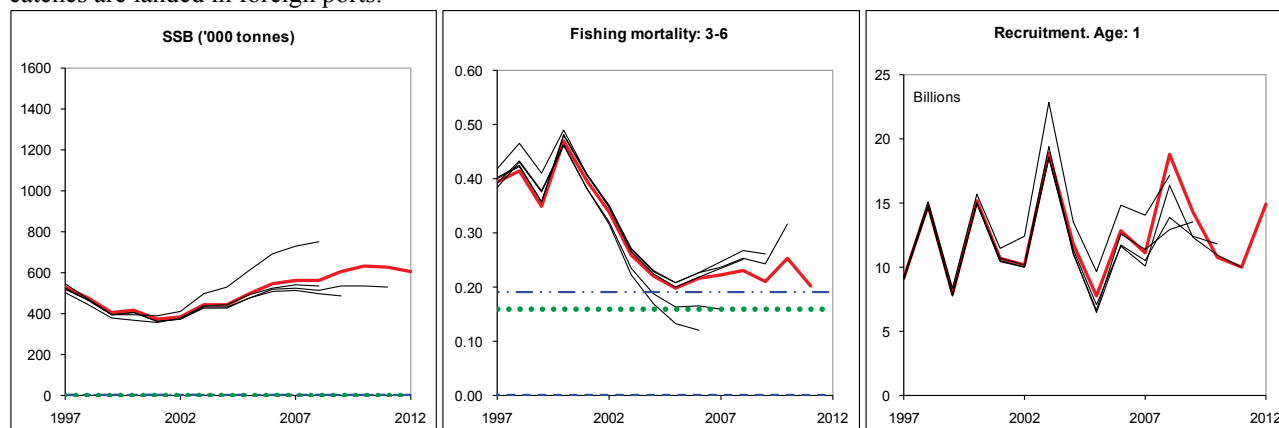 catches are landed in foreign ports.
SSB ('000 tonnes)
1600
1400
1200
1000
800
600
400
200
0
1997 2002 2007 2012
Fishing mortality: 3-6
0.60
0.50
0.40
0.30
0.20
0.10
0.00
1997 2002 2007 2012
Recruitment. Age: 1
Billions
25
20
15
10
5
0
1997 2002 2007 2012